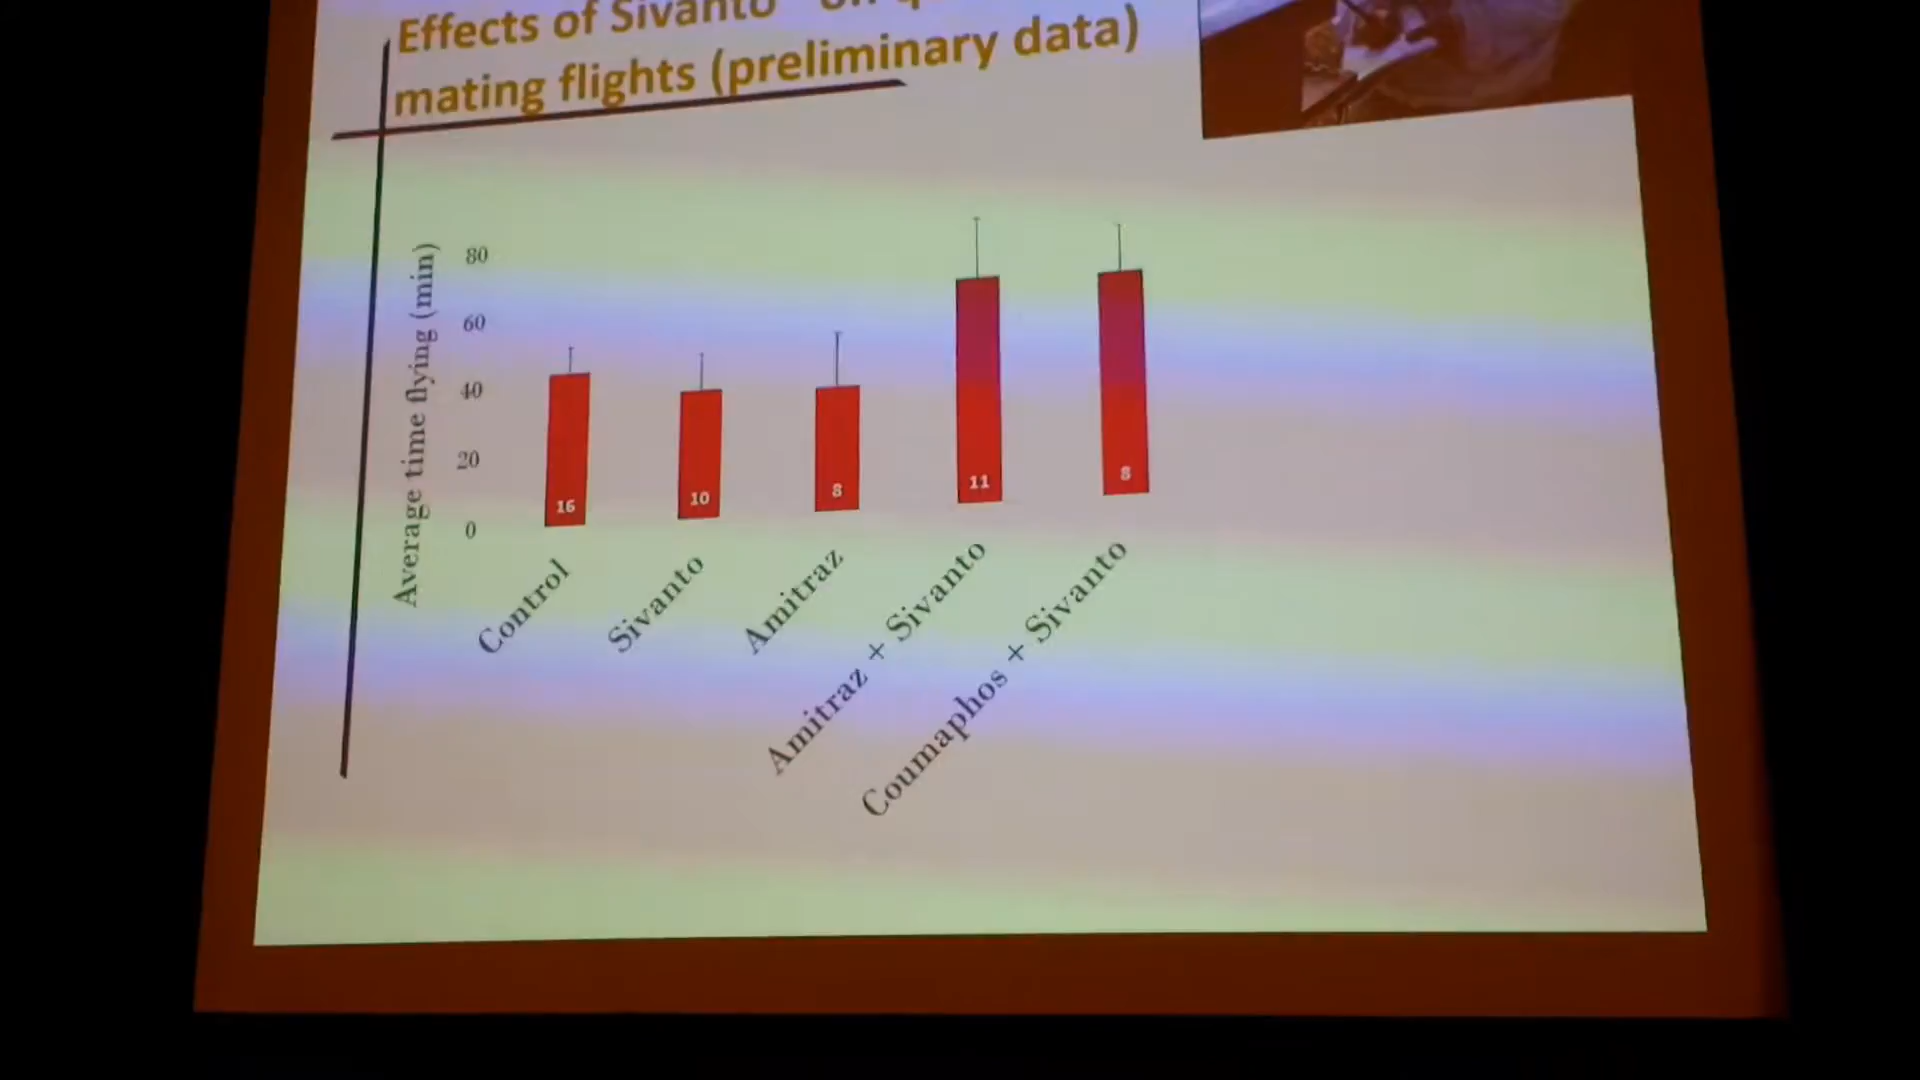 Effects of Sivanto on
mating flights (preliminary data)
Average time flying (min)
80
60
40
20
0
16
10
8
11
8
Control
Sivanto
Amitraz
Amitraz + Sivanto
Coumaphos + Sivanto